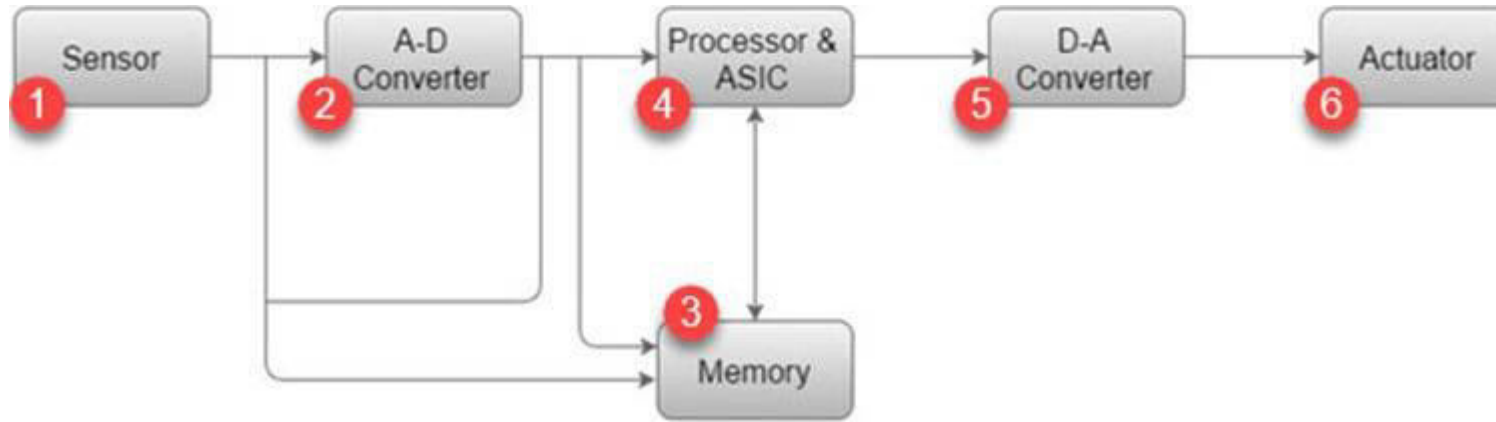 Sensor
1
A-D
Converter
2
Processor &
ASIC
4
D-A
Converter
5
Actuator
6
3
Memory